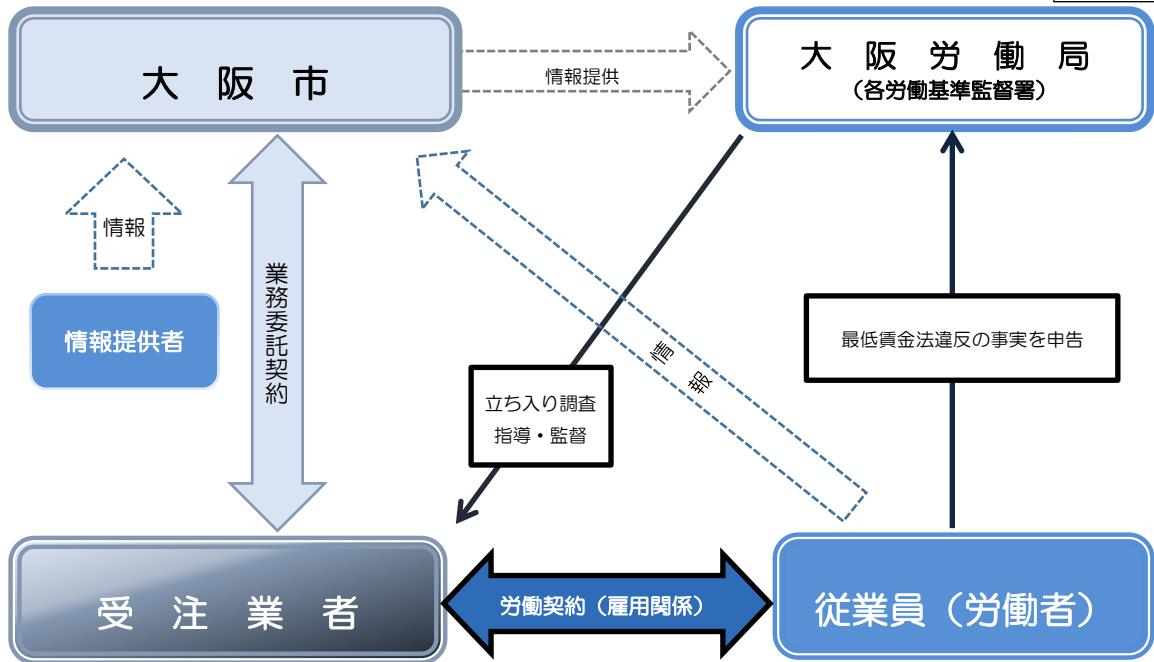 大阪市
情報提供
大阪労働局
（各労働基準監督署）
情報
情報提供者
業務委託契約
情報
最低賃金法違反の事実を申告
立ち入り調査
指導・監督
受注業者
労働契約（雇用関係）
従業員（労働者）